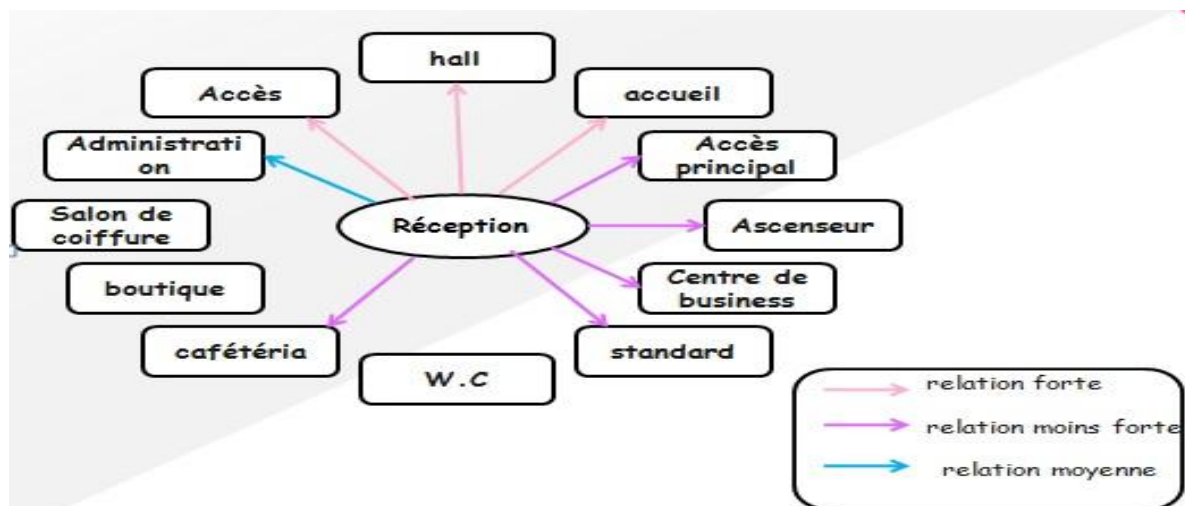 hall
Accès
accueil
Administrati
on
Accès
principal
Salon de
coiffure
Réception
Ascenseur
boutique
Centre de
business
cafétéria
standard
W.C
relation forte
relation moins forte
relation moyenne